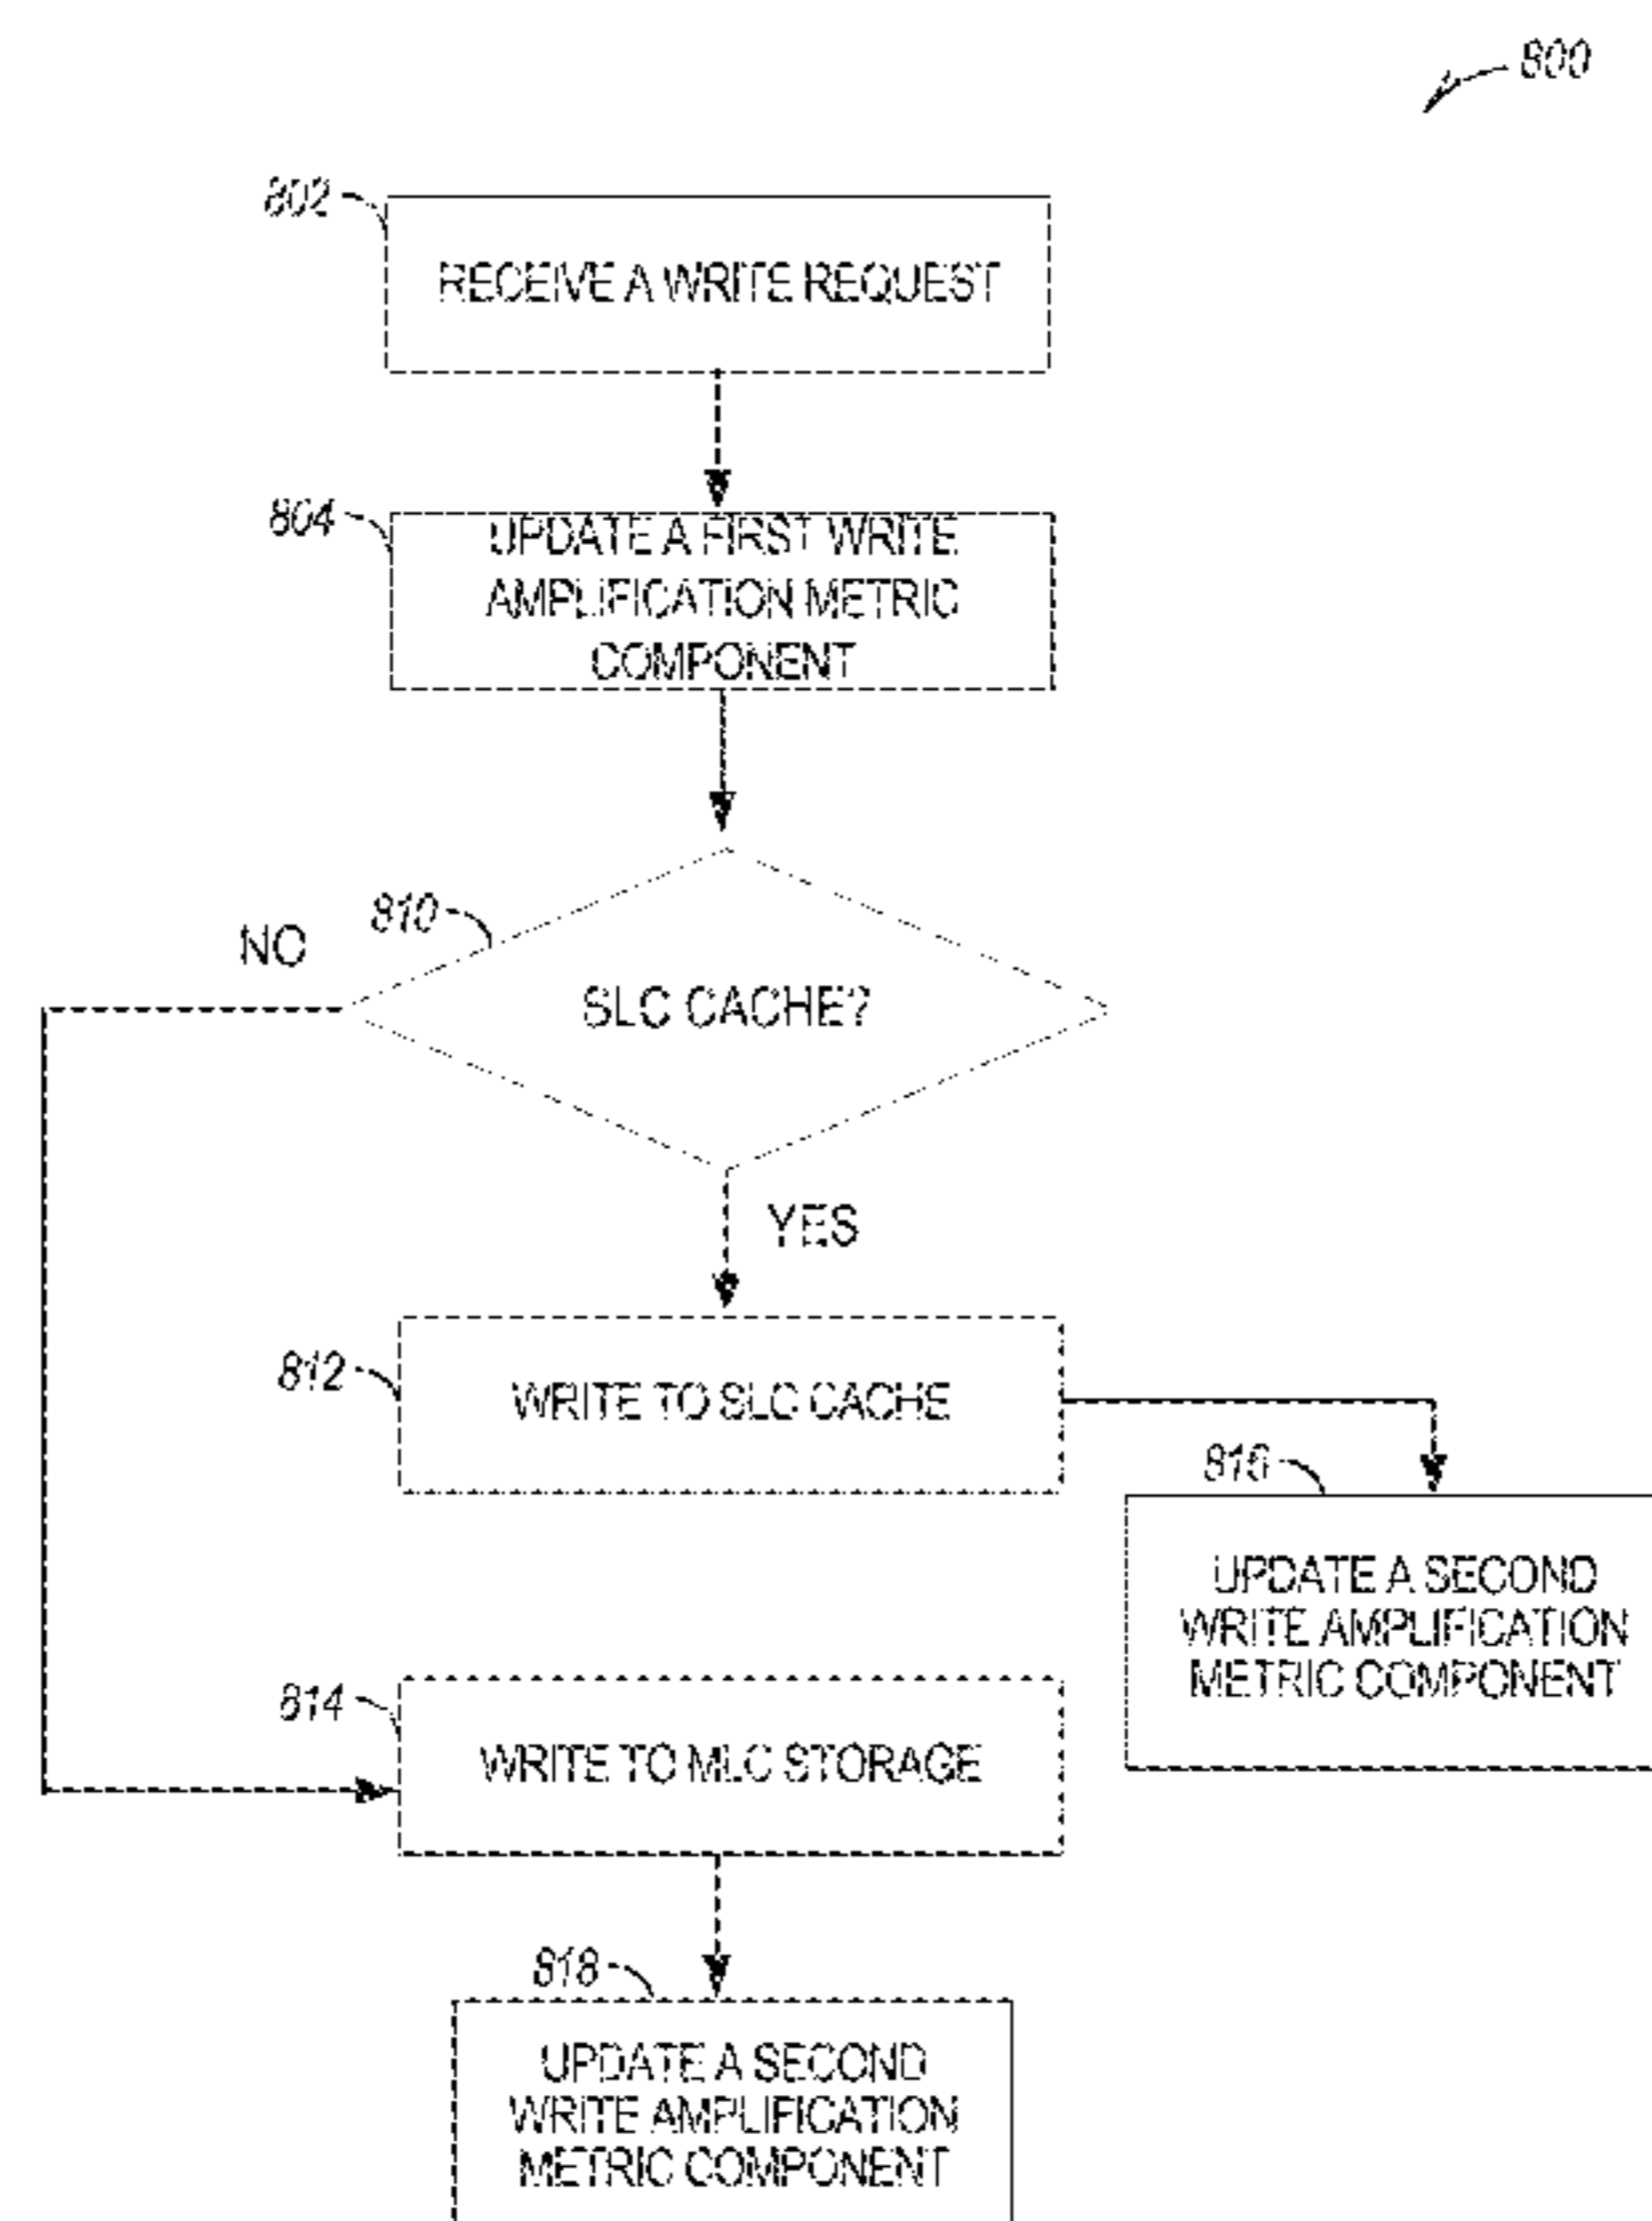 800
802
RECEIVE A WRITE REQUEST
804
UPDATE A FIRST WRITE
AMPLIFICATION METRIC
COMPONENT
810
NO
SLC CACHE?
YES
812
WRITE TO SLC CACHE
816
UPDATE A SECOND
WRITE AMPLIFICATION
METRIC COMPONENT
814
WRITE TO MLC STORAGE
818
UPDATE A SECOND
WRITE AMPLIFICATION
METRIC COMPONENT